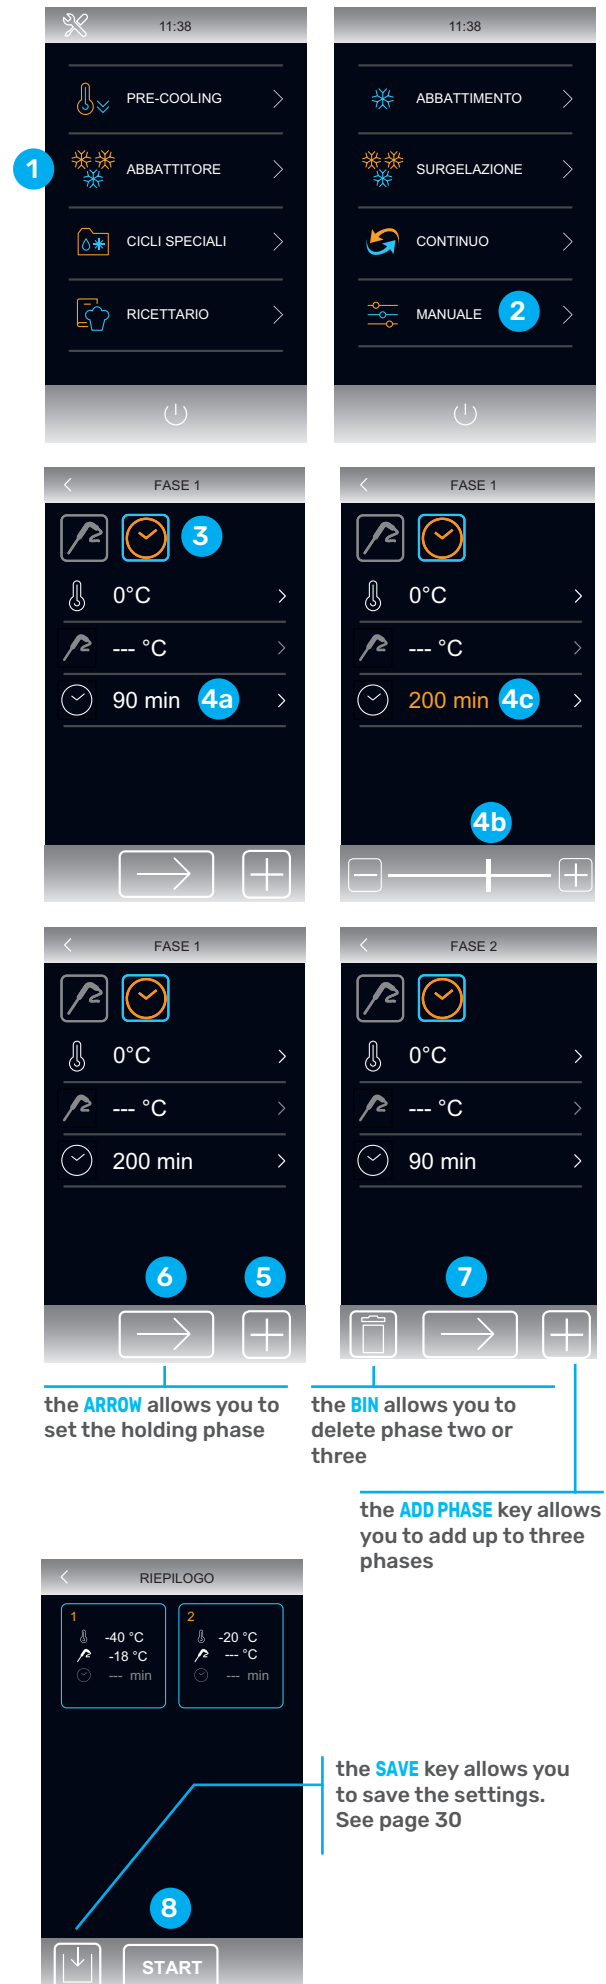 11:38
PRE-COOLING
1
ABBATTITORE
CICLI SPECIALI
RICETTARIO
11:38
ABBATTIMENTO
SURGELAZIONE
CONTINUO
MANUALE 2
FASE 1
3
0°C
--- °C
90 min 4a
FASE 1
0°C
--- °C
200 min 4c
4b
FASE 1
0°C
--- °C
200 min
6 5
FASE 2
0°C
--- °C
90 min
7
the ARROW allows you to
set the holding phase
the BIN allows you to
delete phase two or
three
the ADD PHASE key allows
you to add up to three
phases
RIEPILOGO
1
-40 °C
-18 °C
--- min
2
-20 °C
--- °C
--- min
the SAVE key allows you
to save the settings.
See page 30
8
START